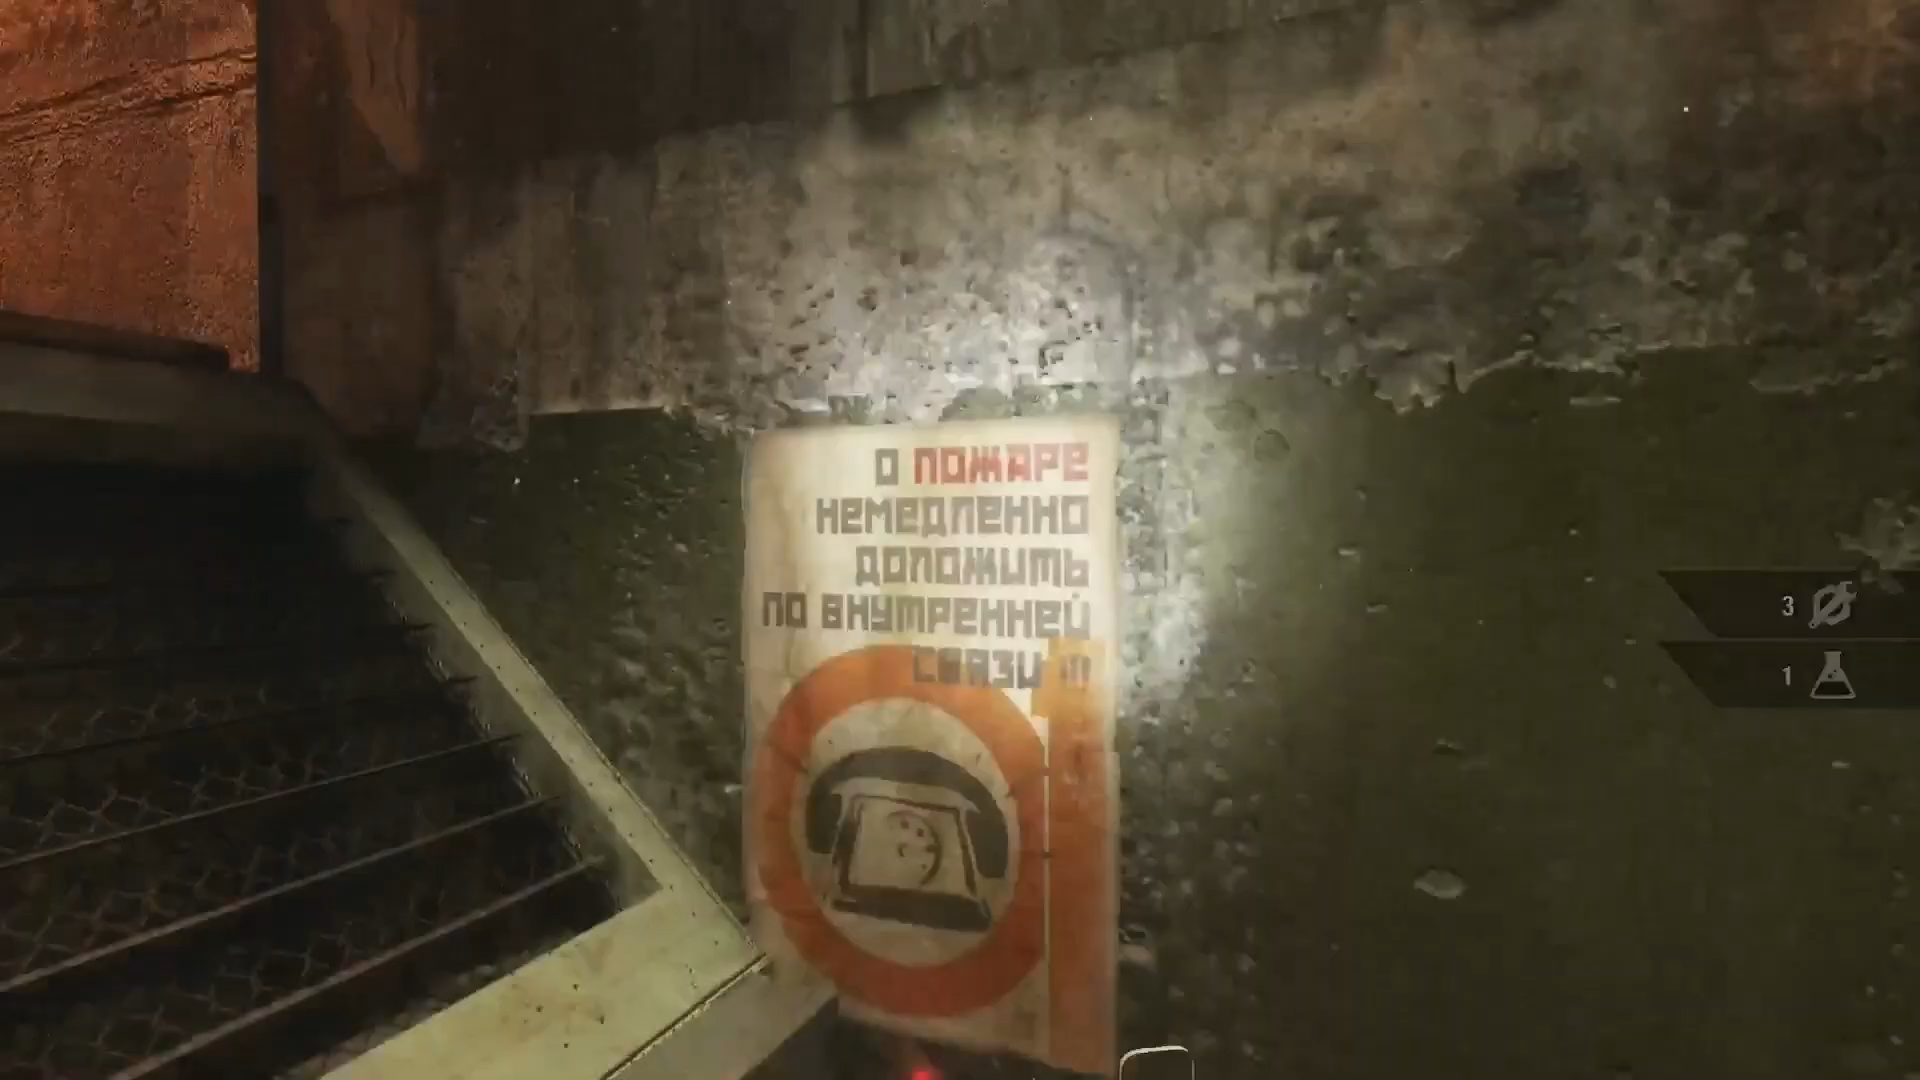 О ПОЖАРЕ
НЕМЕДЛЕННО
ДОЛОЖИТЬ
ПО ВНУТРЕННЕЙ
СВЯЗИ !!!
3
1